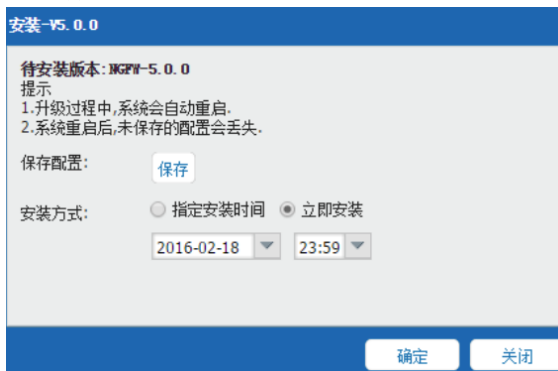 安装-V5.0.0
待安装版本:NGFW-5.0.0
提示
1.升级过程中,系统会自动重启.
2.系统重启后,未保存的配置会丢失.
保存配置: 保存
安装方式: 指定安装时间 立即安装
2016-02-18 23:59
确定 关闭